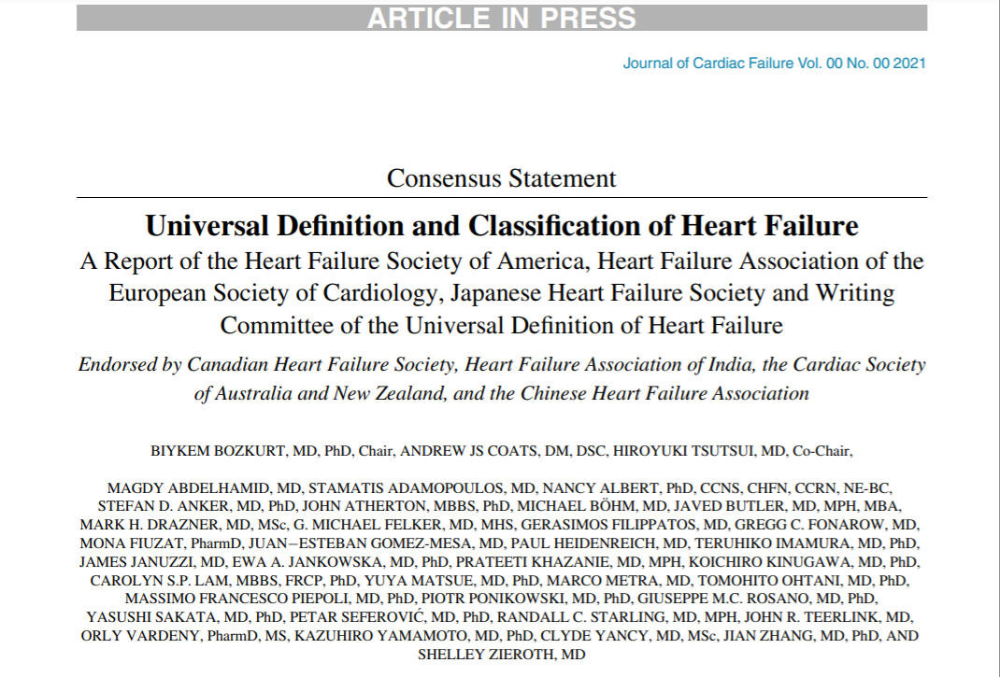 ARTICLE IN PRESS
Journal of Cardiac Failure Vol. 00 No. 00 2021
Consensus Statement
Universal Definition and Classification of Heart Failure
A Report of the Heart Failure Society of America, Heart Failure Association of the
European Society of Cardiology, Japanese Heart Failure Society and Writing
Committee of the Universal Definition of Heart Failure
Endorsed by Canadian Heart Failure Society, Heart Failure Association of India, the Cardiac Society
of Australia and New Zealand, and the Chinese Heart Failure Association
BIYKEM BOZKURT, MD, PhD, Chair, ANDREW JS COATS, DM, DSC, HIROYUKI TSUTSUI, MD, Co-Chair,
MAGDY ABDELHAMID, MD, STAMATIS ADAMOPOULOS, MD, NANCY ALBERT, PhD, CCNS, CHFN, CCRN, NE-BC,
STEFAN D. ANKER, MD, PhD, JOHN ATHERTON, MBBS, PhD, MICHAEL BÖHM, MD, JAVED BUTLER, MD, MPH, MBA,
MARK H. DRAZNER, MD, MSc, G. MICHAEL FELKER, MD, MHS, GERASIMOS FILIPPATOS, MD, GREGG C. FONAROW, MD,
MONA FIUZAT, PharmD, JUAN−ESTEBAN GOMEZ-MESA, MD, PAUL HEIDENREICH, MD, TERUHIKO IMAMURA, MD, PhD,
JAMES JANUZZI, MD, EWA A. JANKOWSKA, MD, PhD, PRATEETI KHAZANIE, MD, MPH, KOICHIRO KINUGAWA, MD, PhD,
CAROLYN S.P. LAM, MBBS, FRCP, PhD, YUYA MATSUE, MD, PhD, MARCO METRA, MD, TOMOHITO OHTANI, MD, PhD,
MASSIMO FRANCESCO PIEPOLI, MD, PhD, PIOTR PONIKOWSKI, MD, PhD, GIUSEPPE M.C. ROSANO, MD, PhD,
YASUSHI SAKATA, MD, PhD, PETAR SEFEROVIĆ, MD, PhD, RANDALL C. STARLING, MD, MPH, JOHN R. TEERLINK, MD,
ORLY VARDENY, PharmD, MS, KAZUHIRO YAMAMOTO, MD, PhD, CLYDE YANCY, MD, MSc, JIAN ZHANG, MD, PhD, AND
SHELLEY ZIEROTH, MD